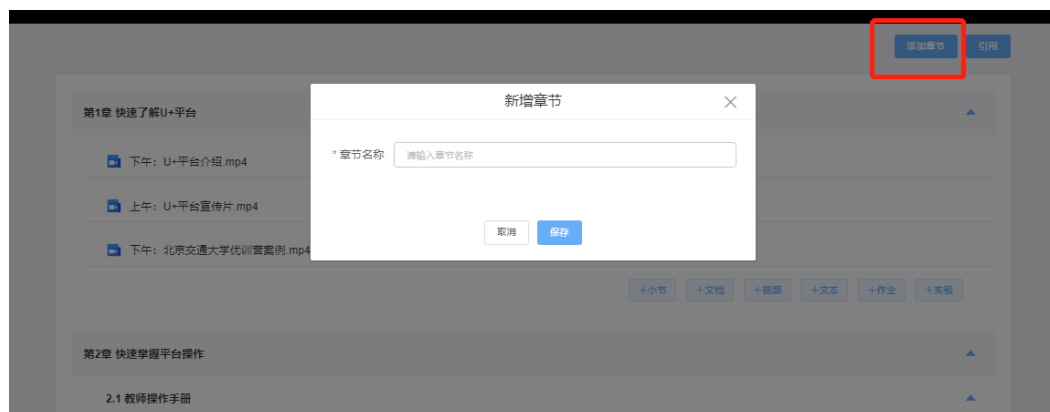 添加章节 引用
新增章节
第1章 快速了解U+平台
* 章节名称 请输入章节名称
下午：U+平台介绍.mp4
上午：U+平台宣传片.mp4
取消 保存
下午：北京交通大学优训营案例.mp4
+小节 +文档 +视频 +文本 +作业 +实验
第2章 快速掌握平台操作
2.1 教师操作手册